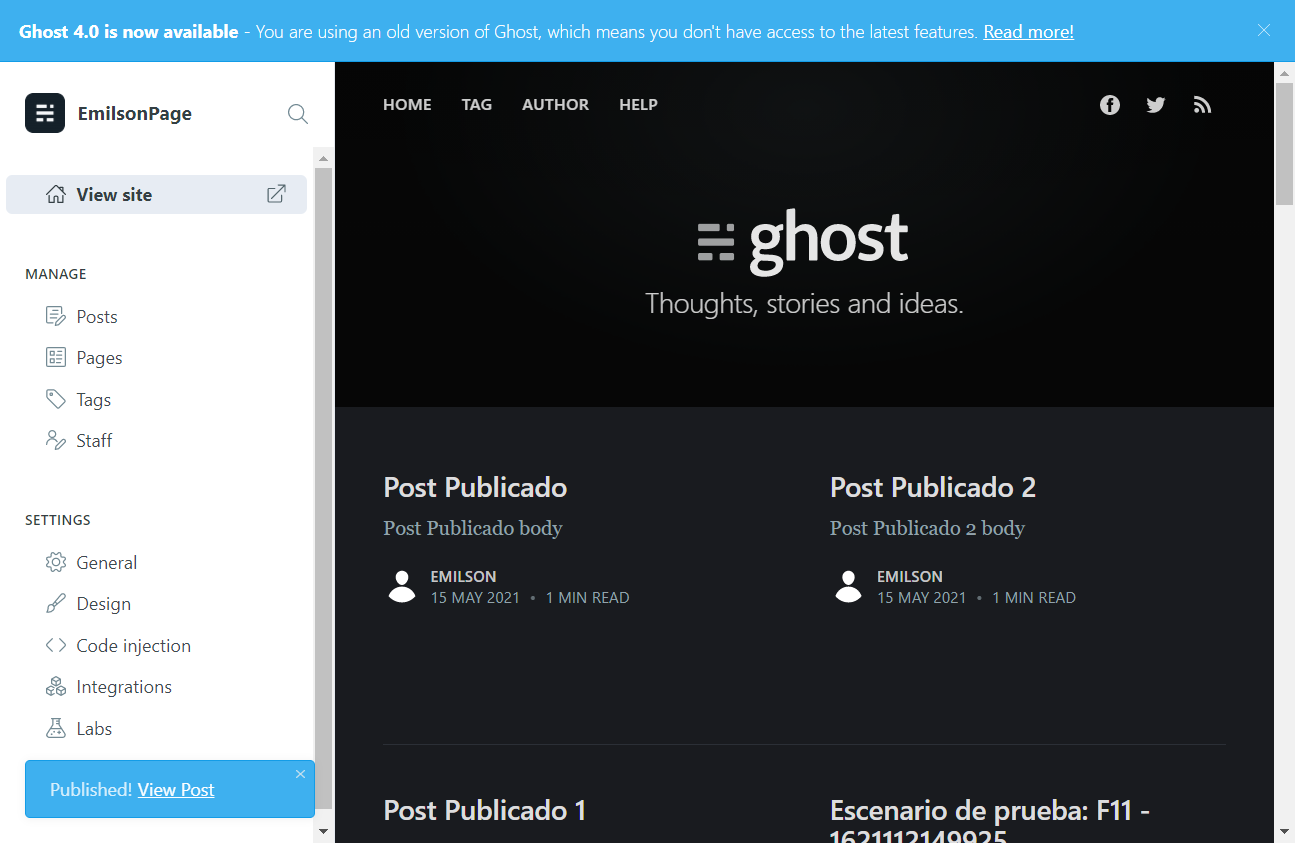 Ghost 4.0 is now available - You are using an old version of Ghost, which means you don't have access to the latest features. Read more!
EmilsonPage
View site
MANAGE
Posts
Pages
Tags
Staff
SETTINGS
General
Design
Code injection
Integrations
Labs
Published! View Post
HOME TAG AUTHOR HELP
ghost
Thoughts, stories and ideas.
Post Publicado
Post Publicado body
EMILSON
15 MAY 2021 • 1 MIN READ
Post Publicado 2
Post Publicado 2 body
EMILSON
15 MAY 2021 • 1 MIN READ
Post Publicado 1
Escenario de prueba: F11 -
1621112149925